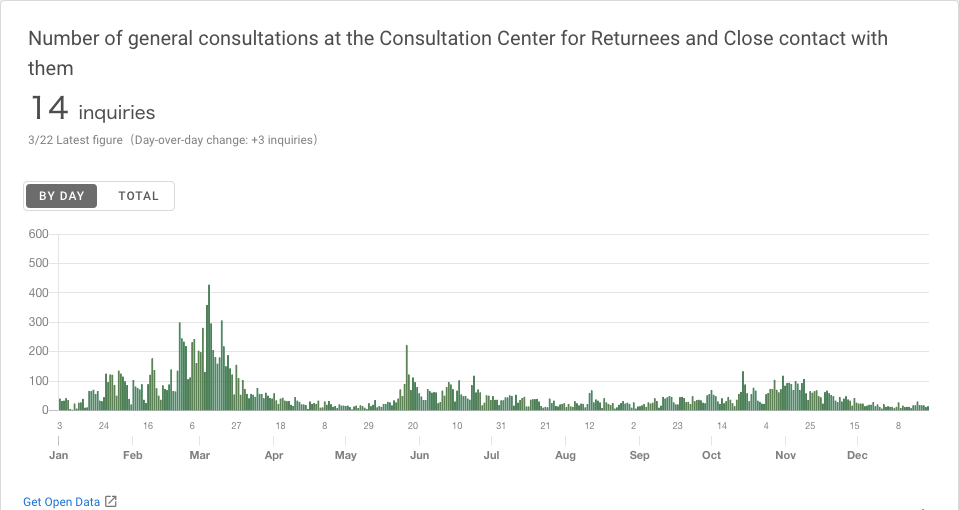 Number of general consultations at the Consultation Center for Returnees and Close contact with
them
14 inquiries
3/22 Latest figure（Day-over-day change: +3 inquiries）
BY DAY TOTAL
600
500
400
300
200
100
0
3 24 16 6 27 18 8 29 20 10 31 21 12 2 23 14 4 25 15 8
Jan Feb Mar Apr May Jun Jul Aug Sep Oct Nov Dec
Get Open Data